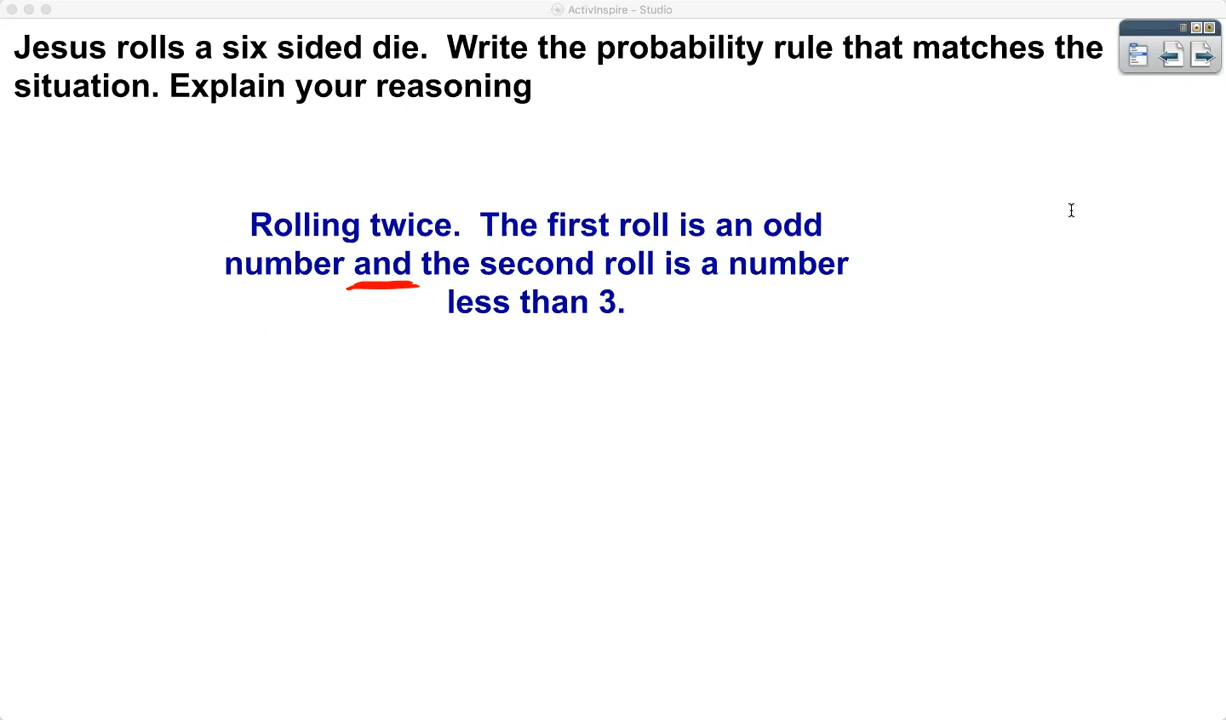 ActivInspire - Studio
Jesus rolls a six sided die. Write the probability rule that matches the
situation. Explain your reasoning
Rolling twice. The first roll is an odd
number and the second roll is a number
less than 3.